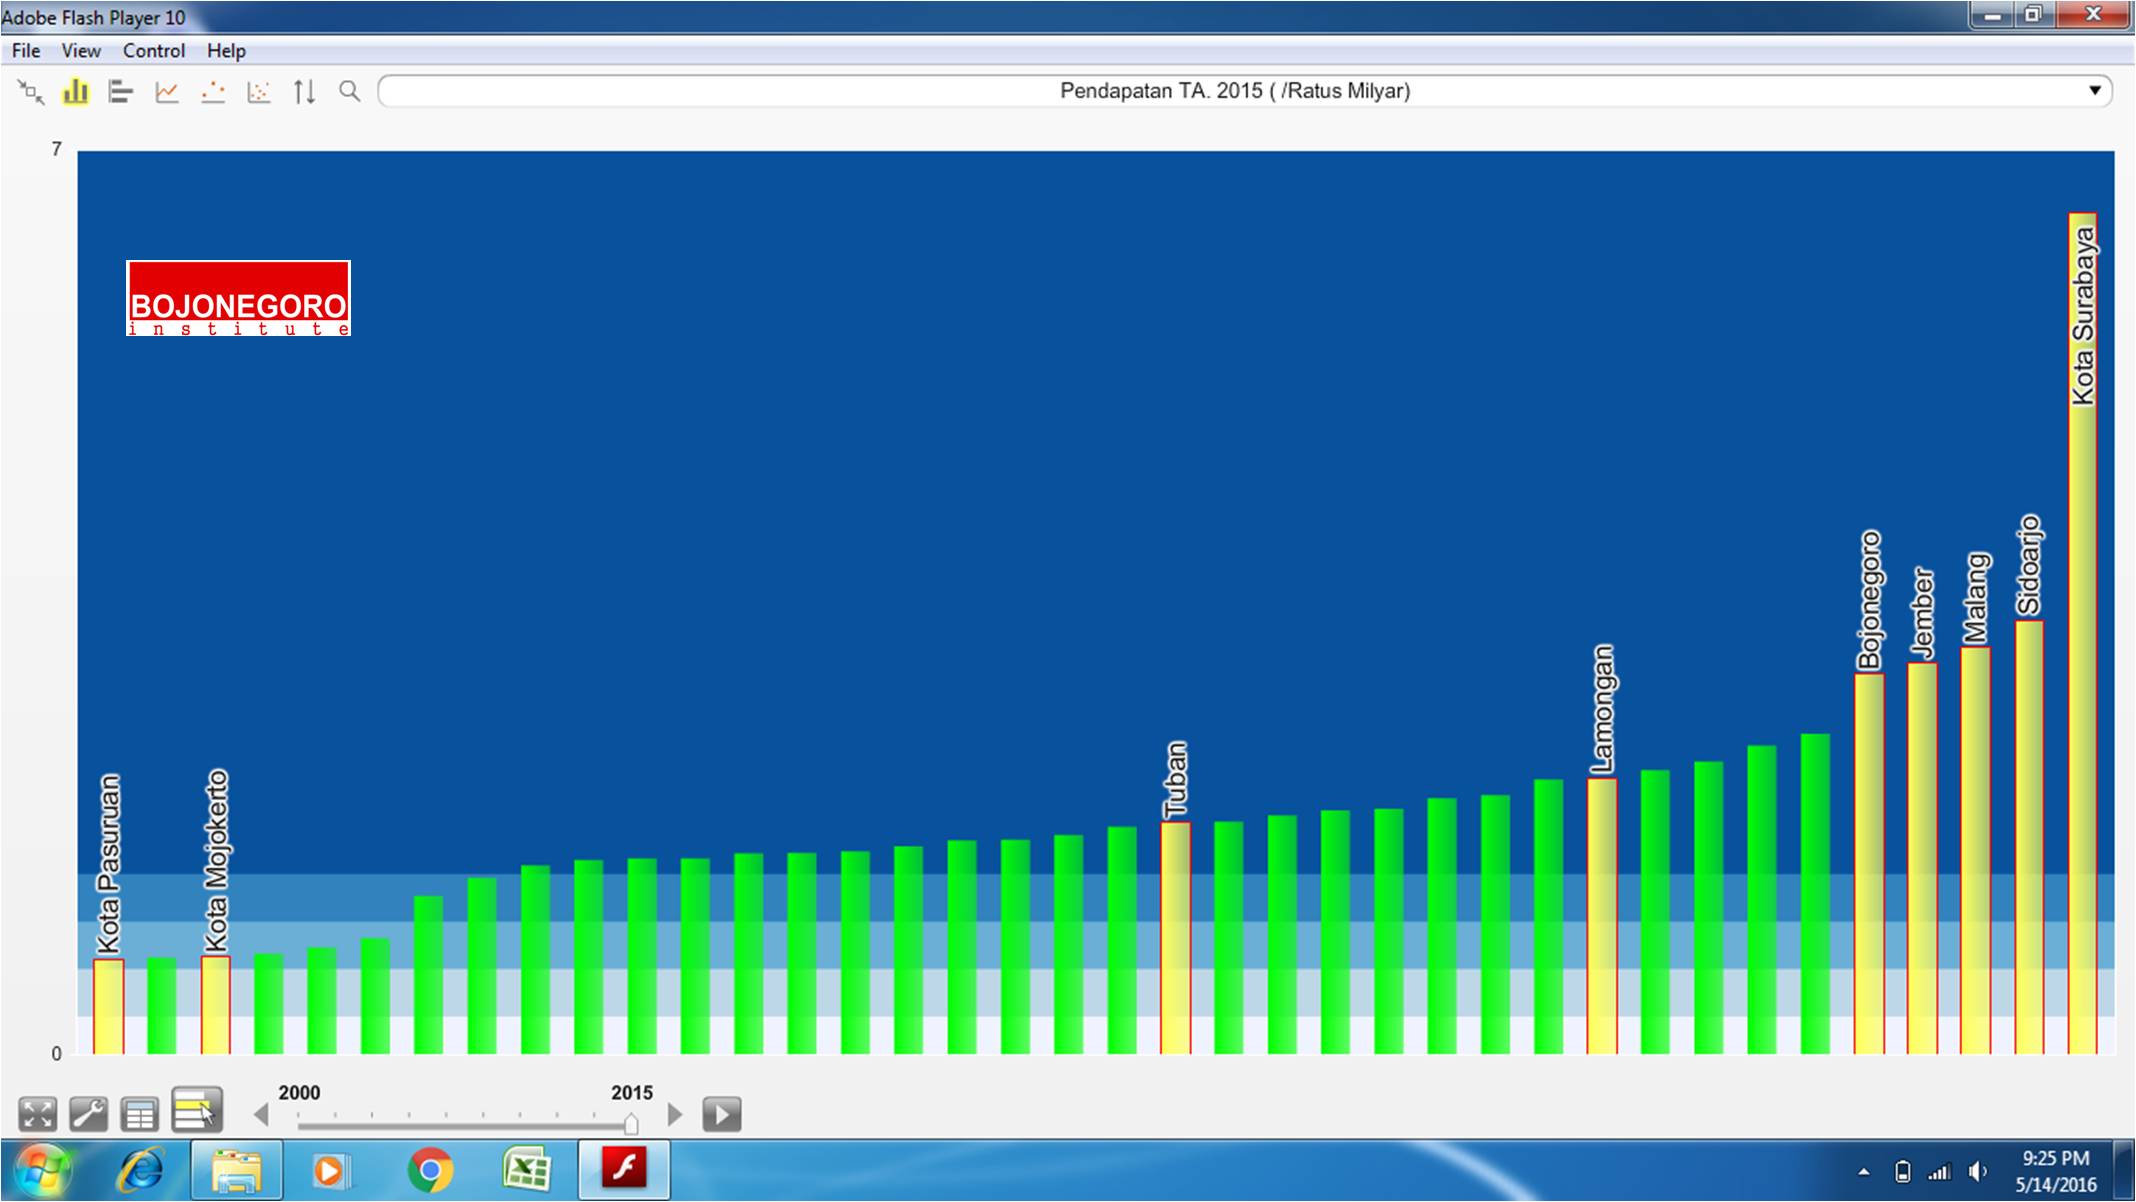 Adobe Flash Player 10
File View Control Help
Pendapatan TA. 2015 ( /Ratus Milyar)
7
BOJONEGORO
institute
Kota Pasuruan
Kota Mojokerto
Tuban
Lamongan
Bojonegoro
Jember
Malang
Sidoarjo
Kota Surabaya
0
2000
2015
9:25 PM
5/14/2016